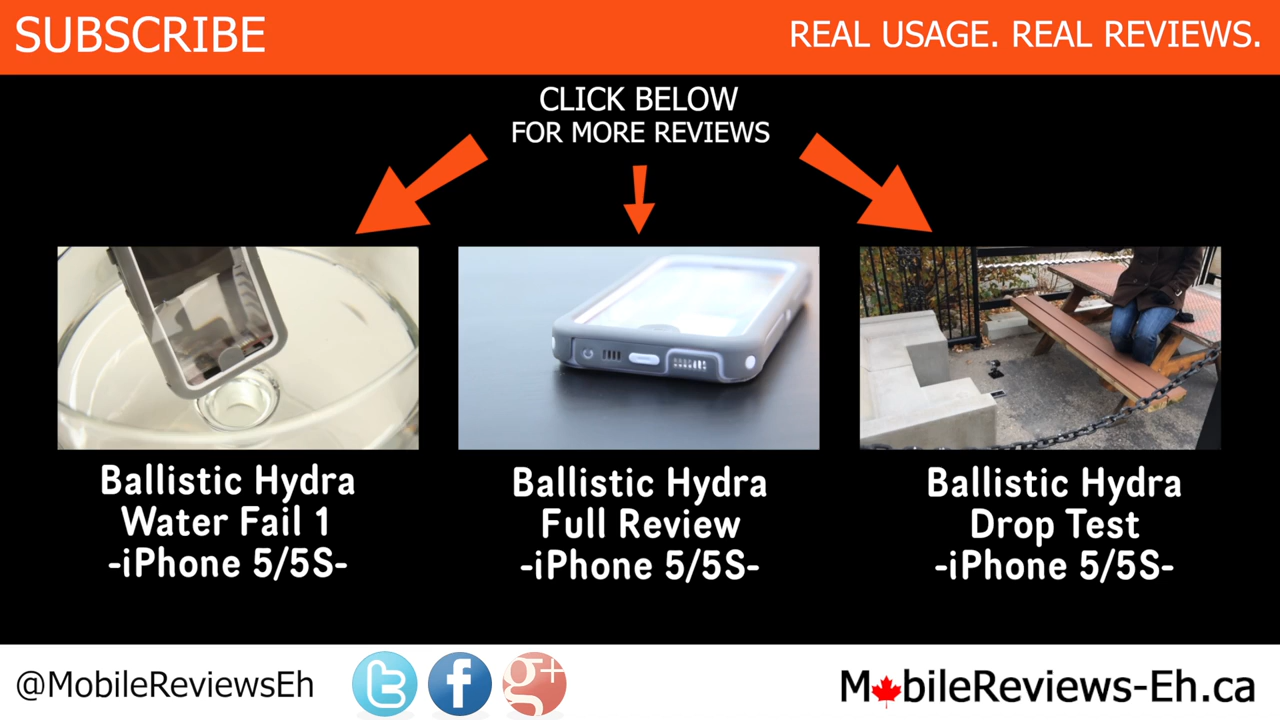 SUBSCRIBE
REAL USAGE. REAL REVIEWS.
CLICK BELOW
FOR MORE REVIEWS
Ballistic Hydra
Water Fail 1
-iPhone 5/5S-
Ballistic Hydra
Full Review
-iPhone 5/5S-
Ballistic Hydra
Drop Test
-iPhone 5/5S-
@MobileReviewsEh
t
f
g+
MobileReviews-Eh.ca